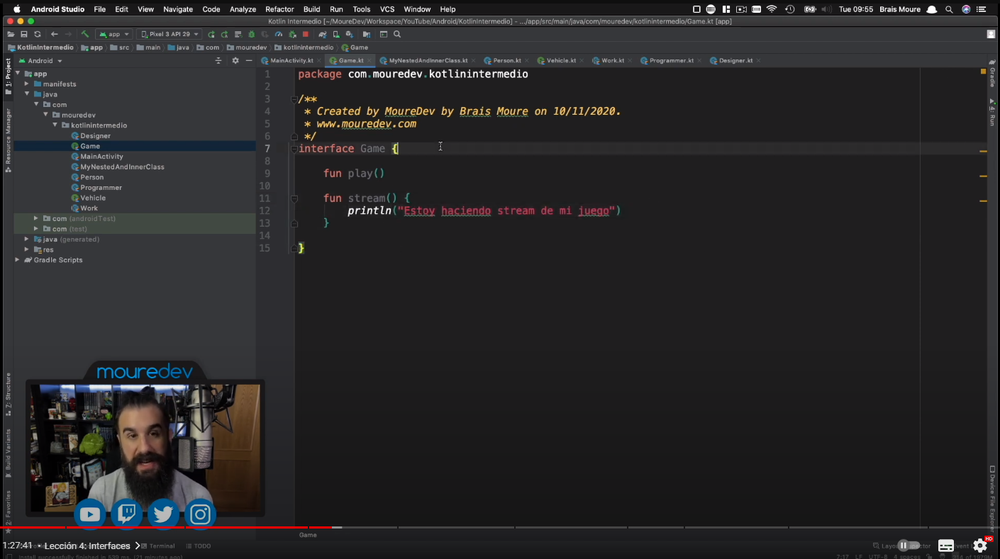 Android Studio File Edit View Navigate Code Analyze Refactor Build Run Tools VCS Window Help Tue 09:55 Brais Moure
Kotlin Intermedio [~/MoureDev/Workspace/YouTube/Android/KotlinIntermedio] - .../app/src/main/java/com/mouredev/kotlinintermedio/Game.kt [app]
app Pixel 3 API 29
KotlinIntermedio app src main java com mouredev kotlinintermedio Game
Android
MainActivity.kt Game.kt MyNestedAndInnerClass.kt Person.kt Vehicle.kt Work.kt Programmer.kt Designer.kt
1: Project
Resource Manager
Z: Structure
Build Variants
2: Favorites
app
manifests
java
com
mouredev
kotlinintermedio
Designer
Game
MainActivity
MyNestedAndInnerClass
Person
Programmer
Vehicle
Work
com (androidTest)
com (test)
java (generated)
res
Gradle Scripts
1 package com.mouredev.kotlinintermedio
2
3 /**
4 * Created by MoureDev by Brais Moure on 10/11/2020.
5 * www.mouredev.com
6 */
7 interface Game {
8
9 fun play()
10
11 fun stream() {
12 println("Estoy haciendo stream de mi juego")
13 }
14
15 }
Gradle
4: Run
Device File Explorer
mouredev
Game
1:27:41 • Lección 4: Interfaces
Terminal TODO
HD
Install successfully finished in 529 ms. (21 minutes ago)
7:17 LF UTF-8 4 spaces